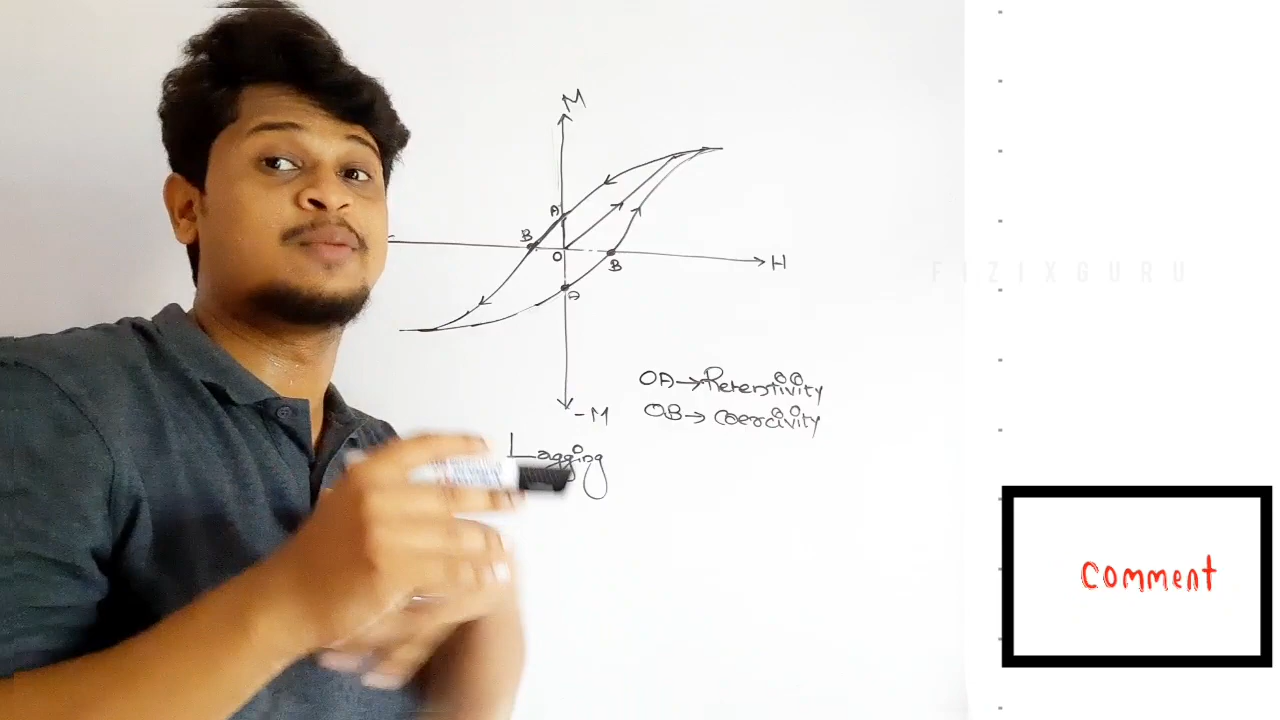 M
A
B
O
B
H
A
-M
OA→Retentivity
OB→ Coercivity
Lagging
FIZIXGURU
comment